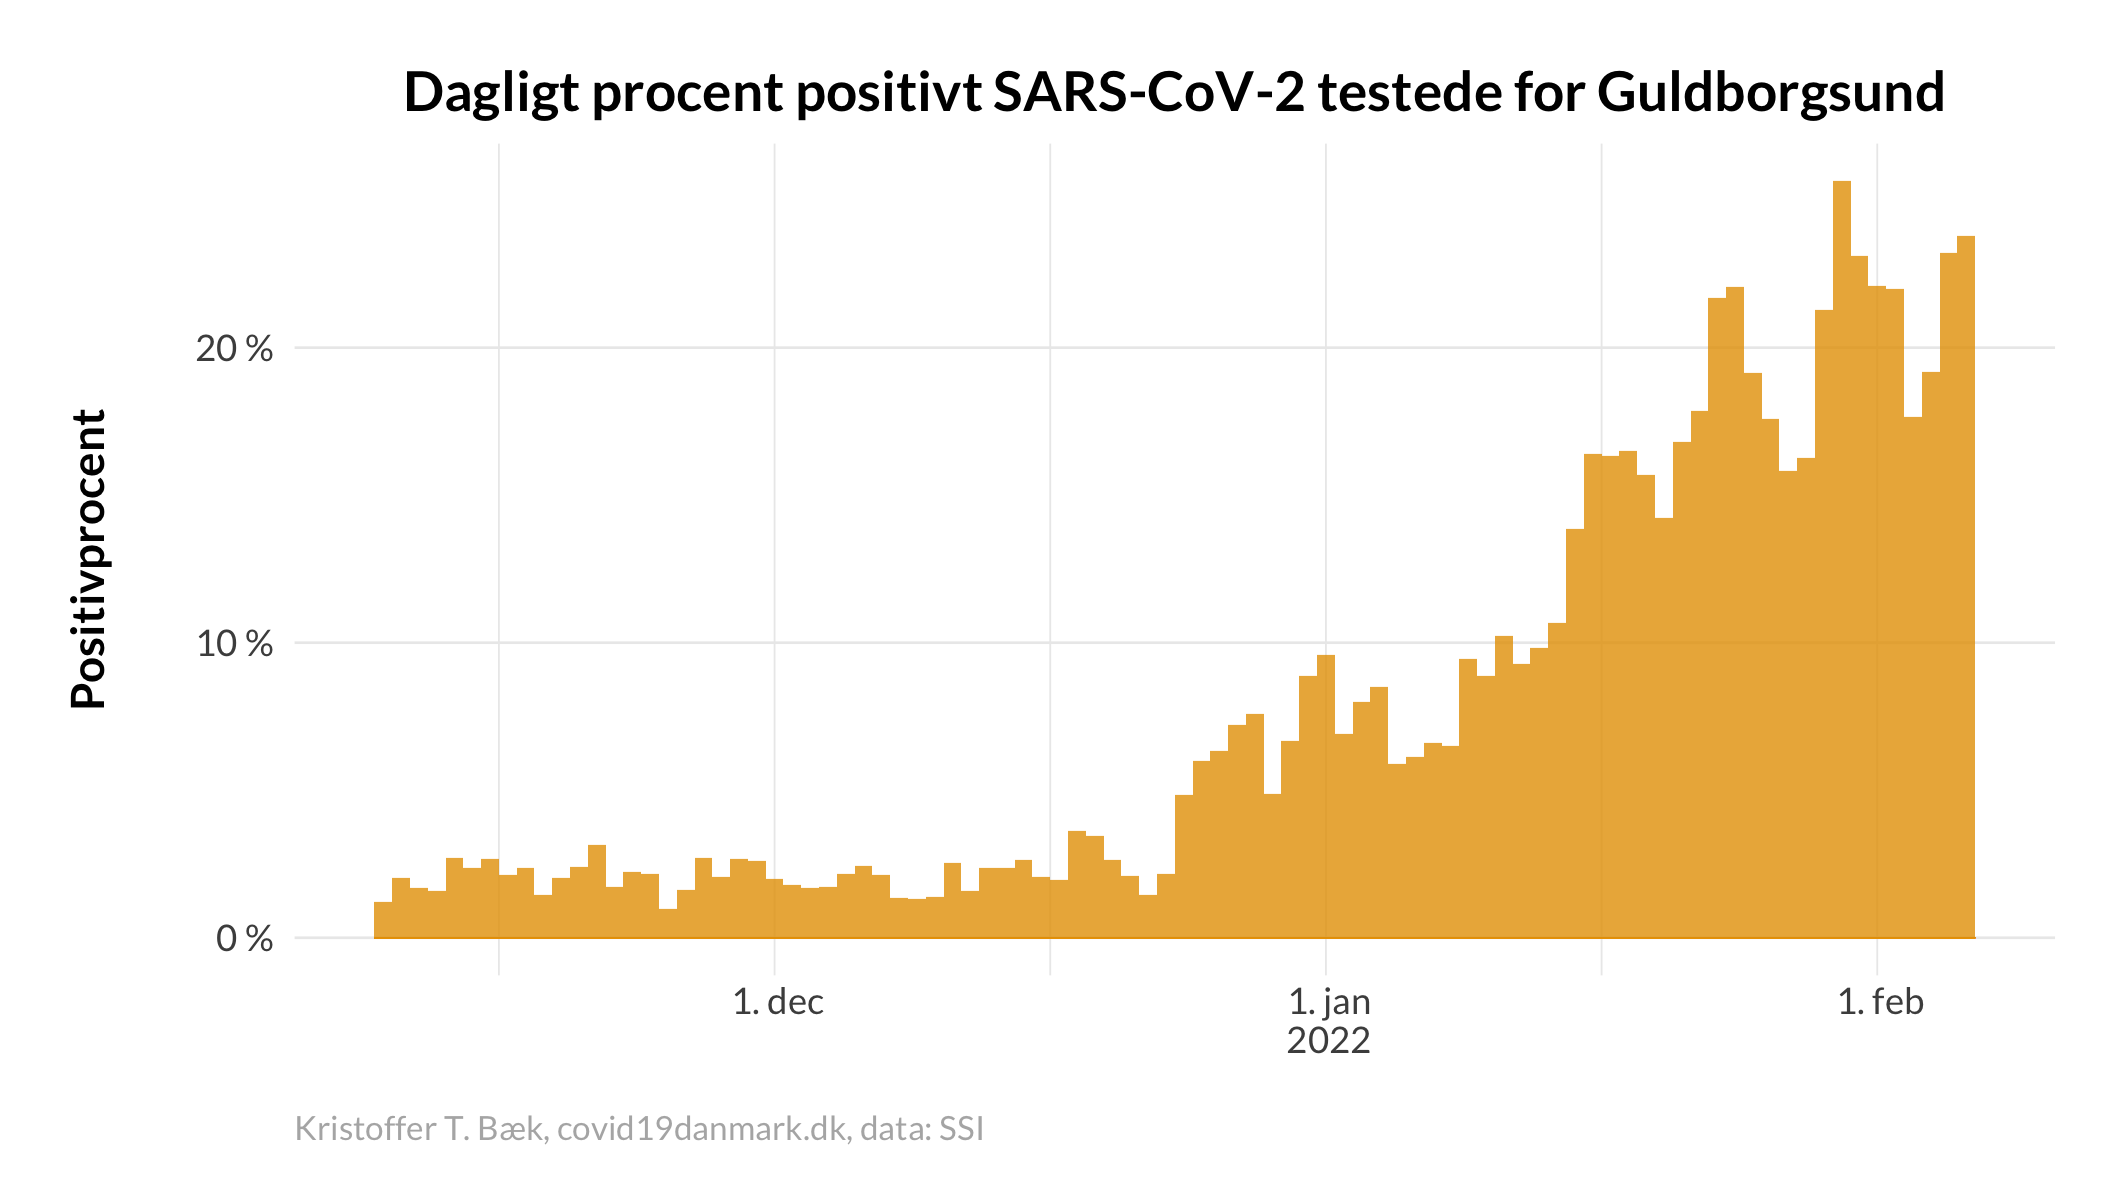 Dagligt procent positivt SARS-CoV-2 testede for Guldborgsund
Positivprocent
20 %
10 %
0 %
1. dec
1. jan
2022
1. feb
Kristoffer T. Bæk, covid19danmark.dk, data: SSI